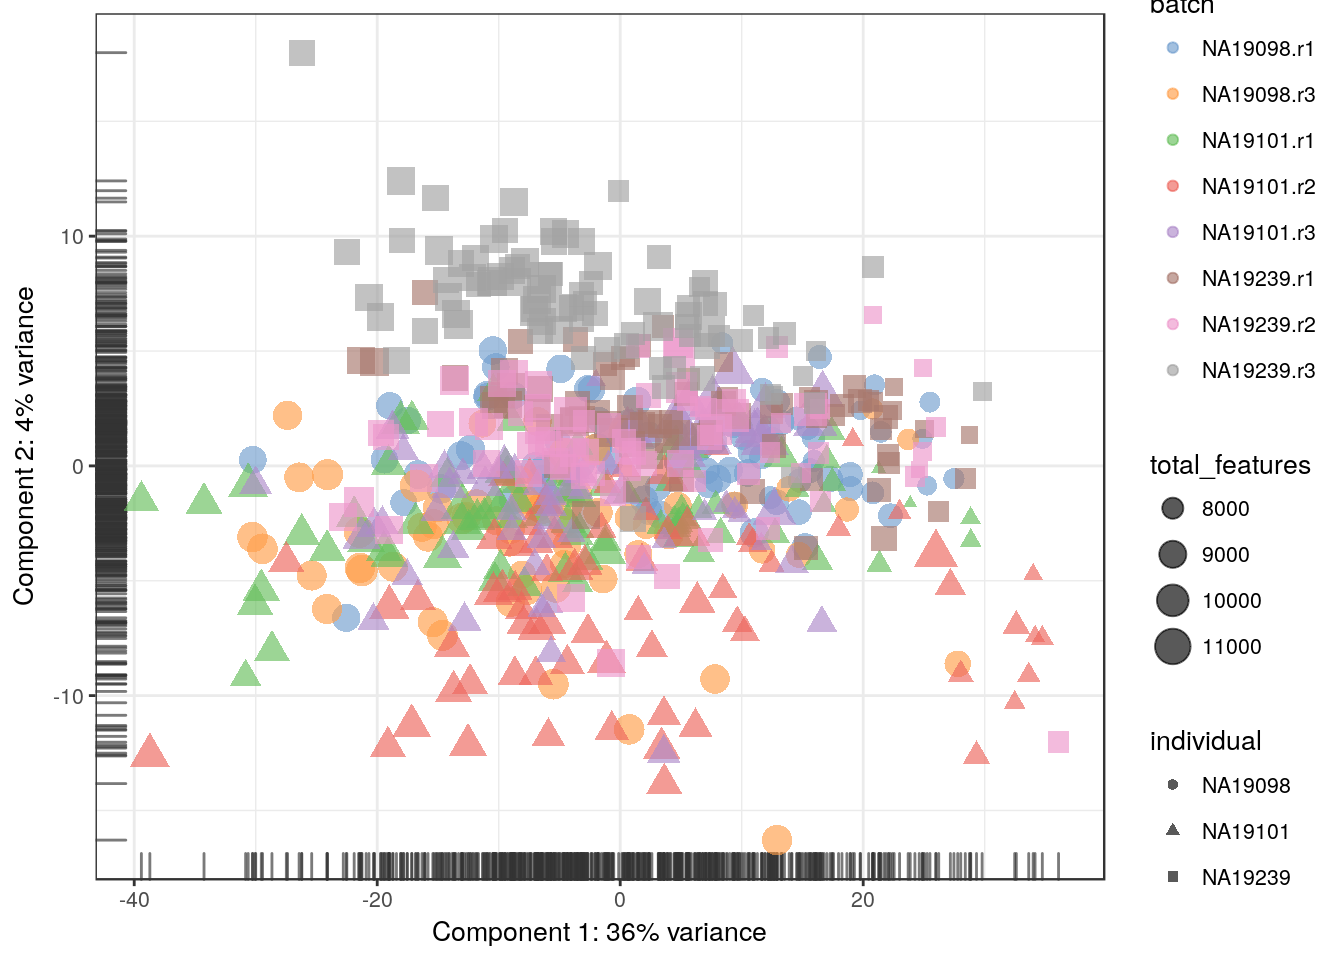 batch
NA19098.r1
NA19098.r3
NA19101.r1
NA19101.r2
NA19101.r3
NA19239.r1
NA19239.r2
NA19239.r3
total_features
8000
9000
10000
11000
individual
NA19098
NA19101
NA19239
Component 2: 4% variance
10
0
-10
-40
-20
0
20
Component 1: 36% variance